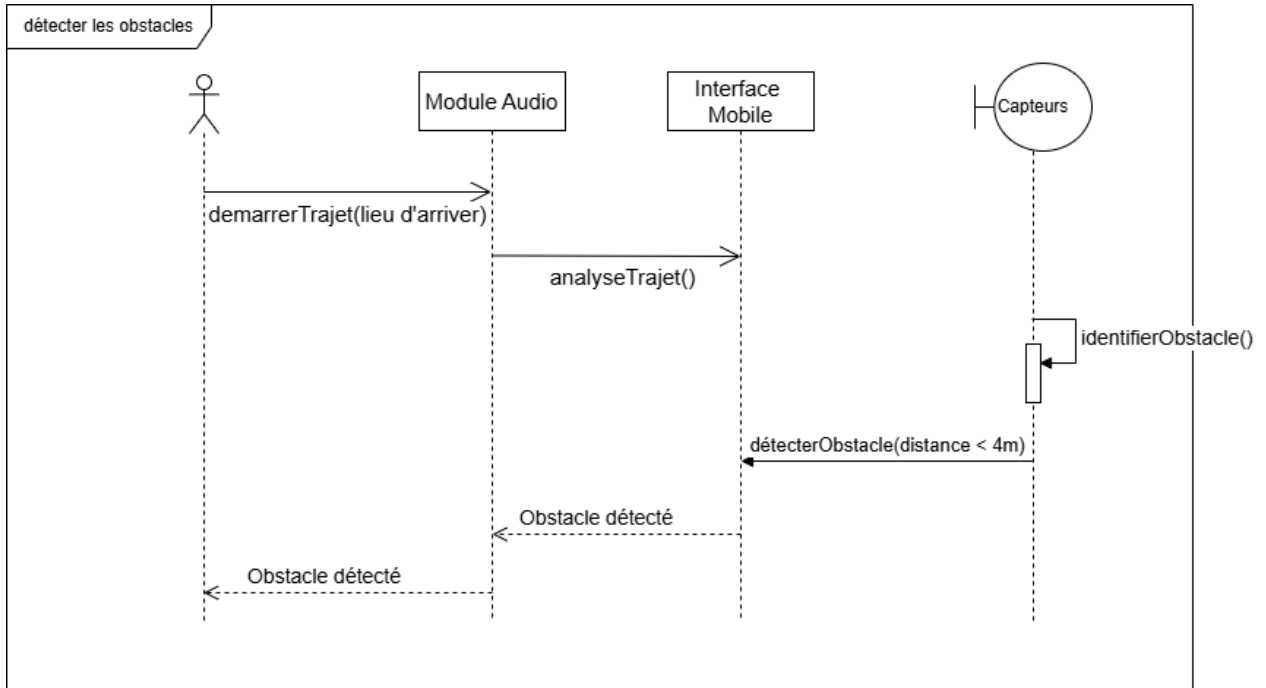 détecter les obstacles
Module Audio
Interface
Mobile
Capteurs
demarrerTrajet(lieu d'arriver)
analyseTrajet()
identifierObstacle()
détecterObstacle(distance < 4m)
Obstacle détecté
Obstacle détecté